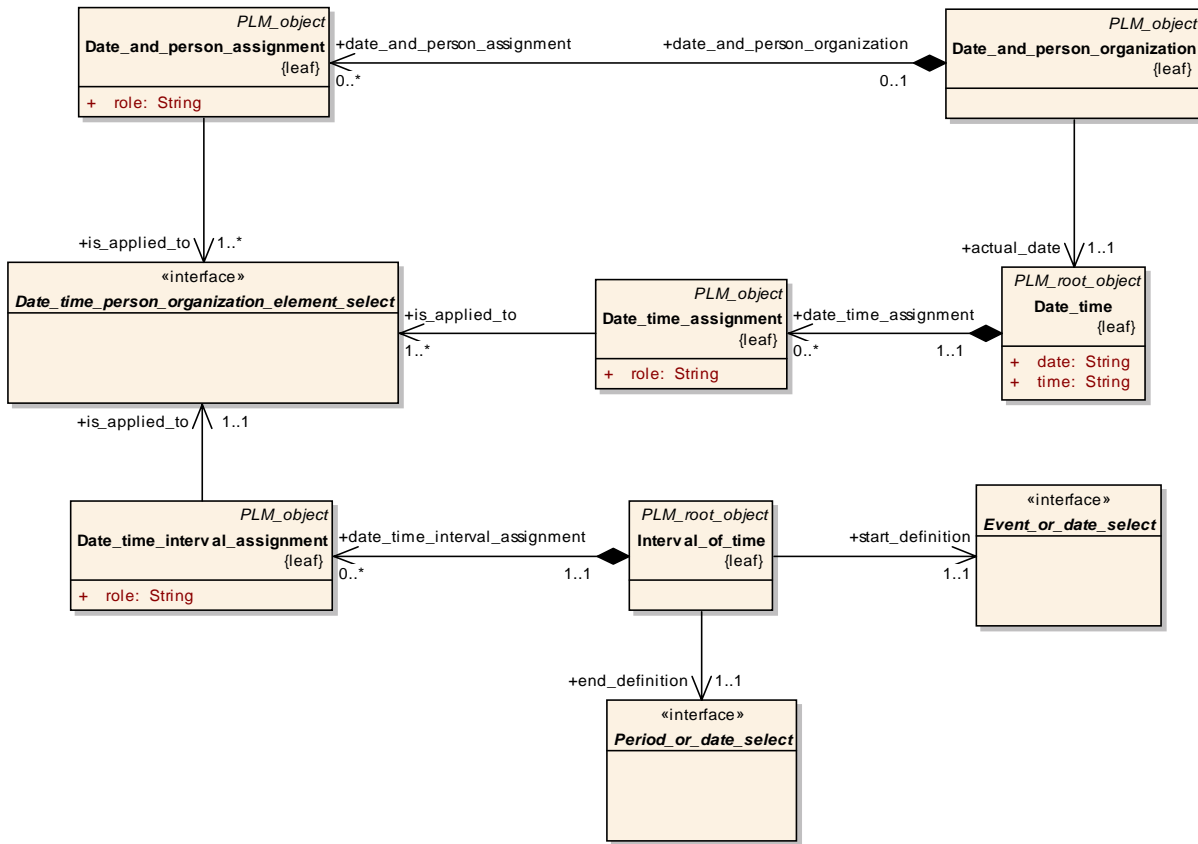 PLM_object
Date_and_person_assignment
{leaf}
+ role: String
+date_and_person_assignment
0..*
+date_and_person_organization
0..1
PLM_object
Date_and_person_organization
{leaf}
+is_applied_to
1..*
+actual_date
1..1
«interface»
Date_time_person_organization_element_select
+is_applied_to
1..*
PLM_object
Date_time_assignment
{leaf}
+ role: String
+date_time_assignment
0..*
1..1
PLM_root_object
Date_time
{leaf}
+ date: String
+ time: String
+is_applied_to
1..1
PLM_object
Date_time_interval_assignment
{leaf}
+ role: String
+date_time_interval_assignment
0..*
1..1
PLM_root_object
Interval_of_time
{leaf}
+start_definition
1..1
«interface»
Event_or_date_select
+end_definition
1..1
«interface»
Period_or_date_select